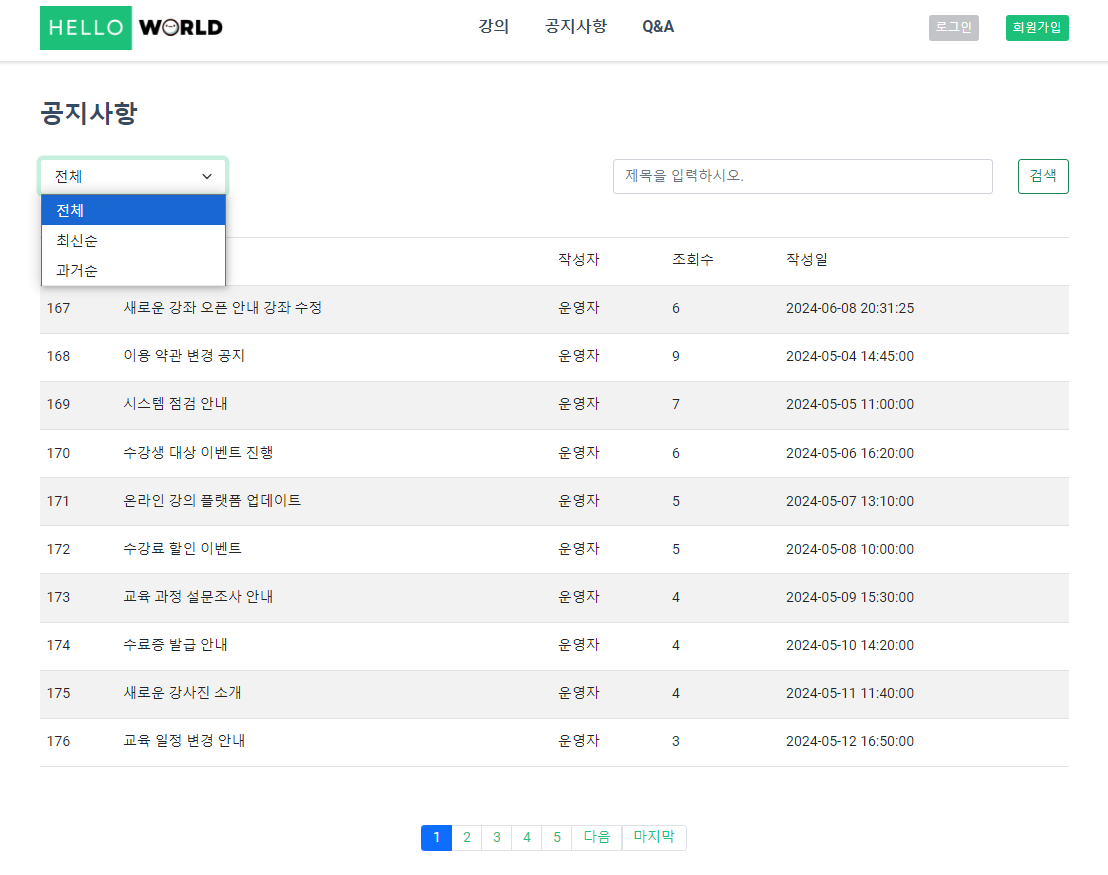 HELLO WORLD 강의 공지사항 Q&A 로그인 회원가입
공지사항
전체 제목을 입력하시오. 검색
전체
최신순
과거순
작성자 조회수 작성일
167 새로운 강좌 오픈 안내 강좌 수정 운영자 6 2024-06-08 20:31:25
168 이용 약관 변경 공지 운영자 9 2024-05-04 14:45:00
169 시스템 점검 안내 운영자 7 2024-05-05 11:00:00
170 수강생 대상 이벤트 진행 운영자 6 2024-05-06 16:20:00
171 온라인 강의 플랫폼 업데이트 운영자 5 2024-05-07 13:10:00
172 수강료 할인 이벤트 운영자 5 2024-05-08 10:00:00
173 교육 과정 설문조사 안내 운영자 4 2024-05-09 15:30:00
174 수료증 발급 안내 운영자 4 2024-05-10 14:20:00
175 새로운 강사진 소개 운영자 4 2024-05-11 11:40:00
176 교육 일정 변경 안내 운영자 3 2024-05-12 16:50:00
1 2 3 4 5 다음 마지막